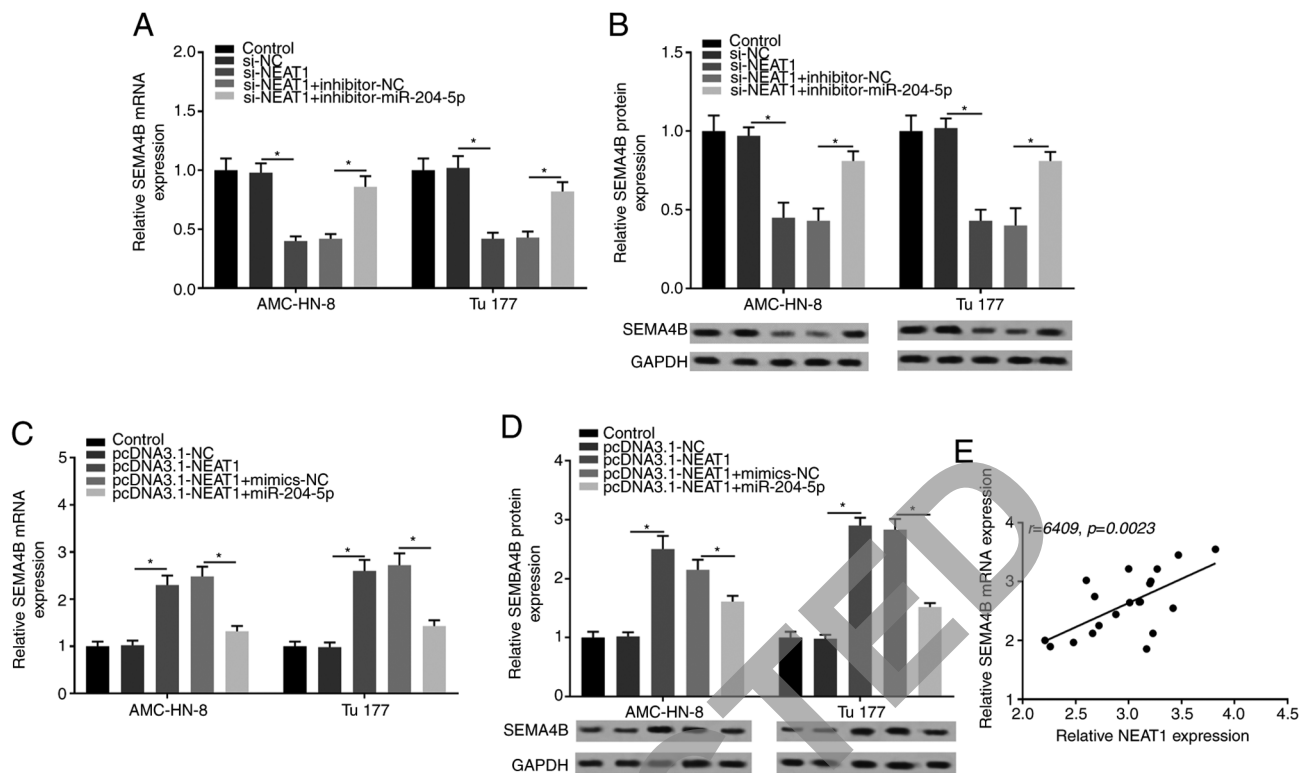 A
Relative SEMA4B mRNA
expression
2.0
1.5
1.0
0.5
0.0
Control
si-NC
si-NEAT1
si-NEAT1+inhibitor-NC
si-NEAT1+inhibitor-miR-204-5p
*
*
*
*
AMC-HN-8
Tu 177
B
Relative SEMA4B protein
expression
1.5
1.0
0.5
0.0
Control
si-NC
si-NEAT1
si-NEAT1+inhibitor-NC
si-NEAT1+inhibitor-miR-204-5p
*
*
*
*
AMC-HN-8
Tu 177
SEMA4B
GAPDH
C
Relative SEMA4B mRNA
expression
5
4
3
2
1
0
Control
pcDNA3.1-NC
pcDNA3.1-NEAT1
pcDNA3.1-NEAT1+mimics-NC
pcDNA3.1-NEAT1+miR-204-5p
*
*
*
*
AMC-HN-8
Tu 177
D
Relative SEMBA4B protein
expression
4
3
2
1
0
Control
pcDNA3.1-NC
pcDNA3.1-NEAT1
pcDNA3.1-NEAT1+mimics-NC
pcDNA3.1-NEAT1+miR-204-5p
*
*
*
*
AMC-HN-8
Tu 177
SEMA4B
GAPDH
E
Relative SEMA4B mRNA expression
4
3
2
1
r=6409, p=0.0023
2.0 2.5 3.0 3.5 4.0 4.5
Relative NEAT1 expression
TED